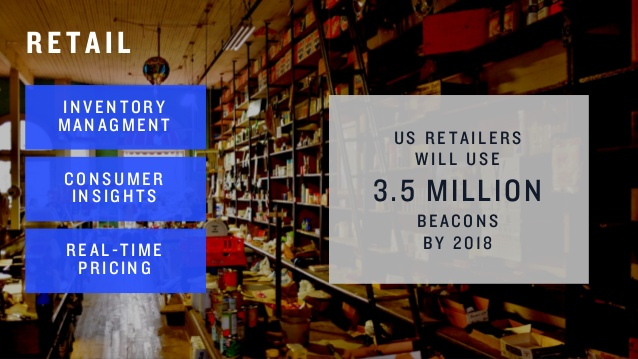 RETAIL
INVENTORY
MANAGMENT
CONSUMER
INSIGHTS
REAL-TIME
PRICING
US RETAILERS
WILL USE
3.5 MILLION
BEACONS
BY 2018